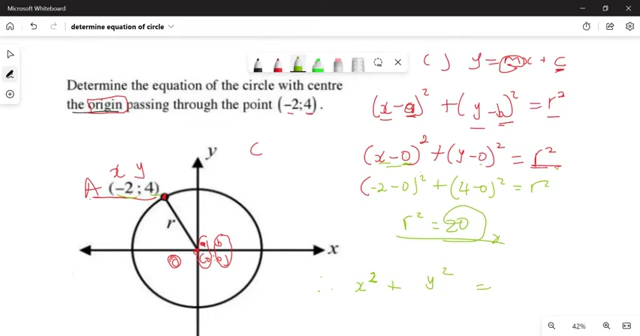 Microsoft Whiteboard
determine equation of circle
Determine the equation of the circle with centre
the origin passing through the point (−2; 4).
( ) y = mx + c
(x-a)² + (y-b)² = r²
(x-0)² + (y-0)² = r²
(-2-0)² + (4-0)² = r²
r² = 20
∴ x² + y² =
y
C
x y
A (−2 ; 4)
r
(a; b)
(0; 0)
x
42%